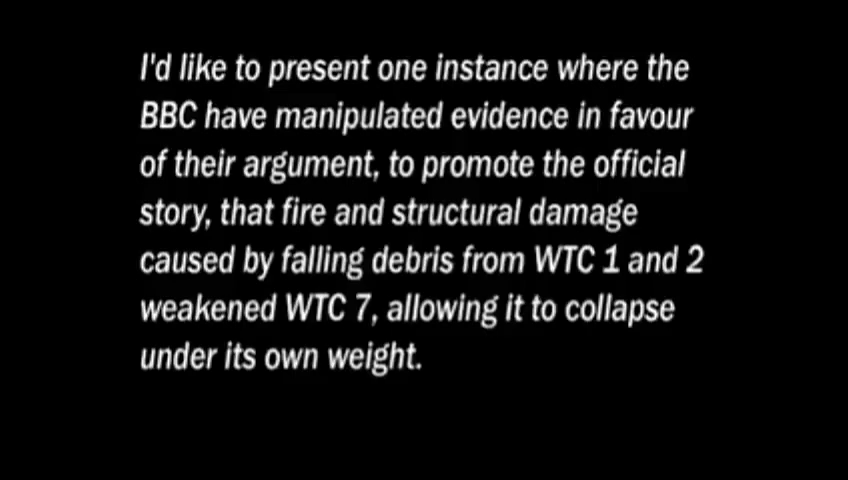 I'd like to present one instance where the
BBC have manipulated evidence in favour
of their argument, to promote the official
story, that fire and structural damage
caused by falling debris from WTC 1 and 2
weakened WTC 7, allowing it to collapse
under its own weight.